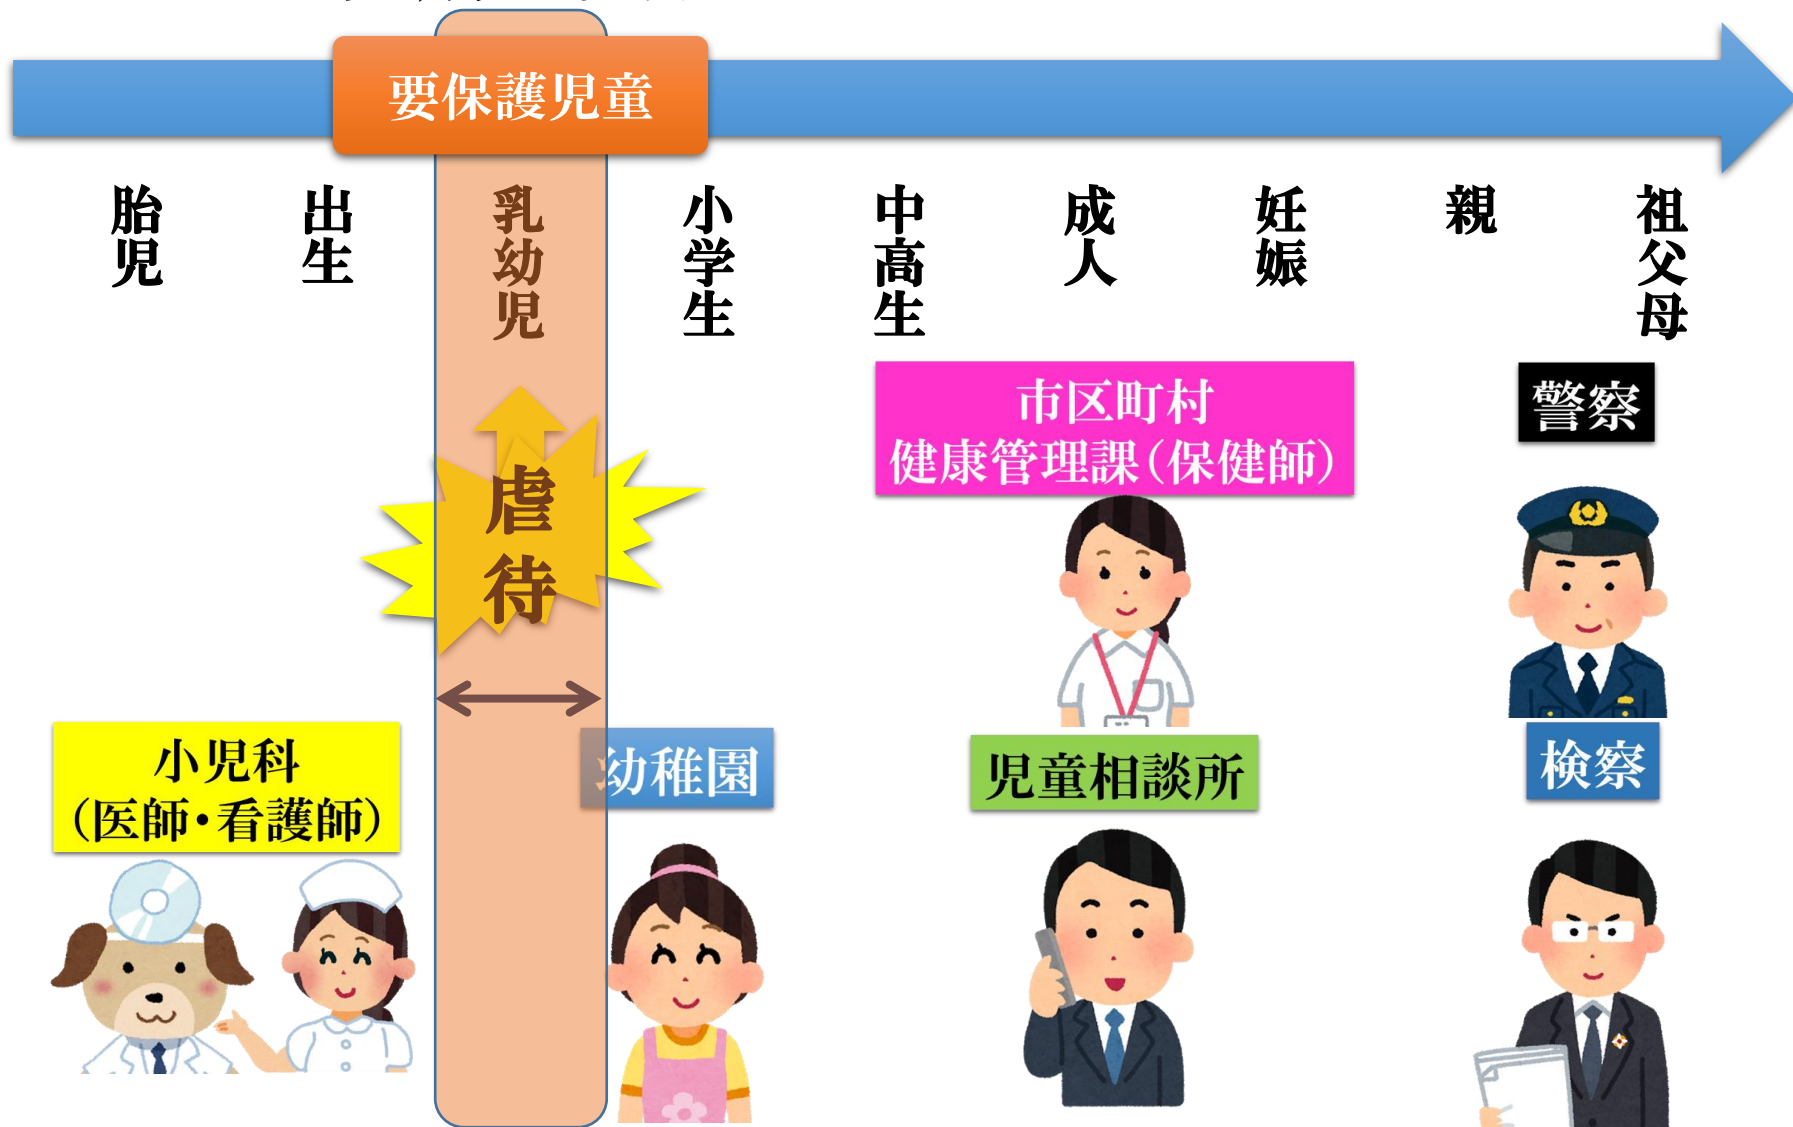 要保護児童
胎児
出生
乳幼児
小学生
中高生
成人
妊娠
親
祖父母
虐待
市区町村
健康管理課（保健師）
警察
小児科
（医師・看護師）
幼稚園
児童相談所
検察